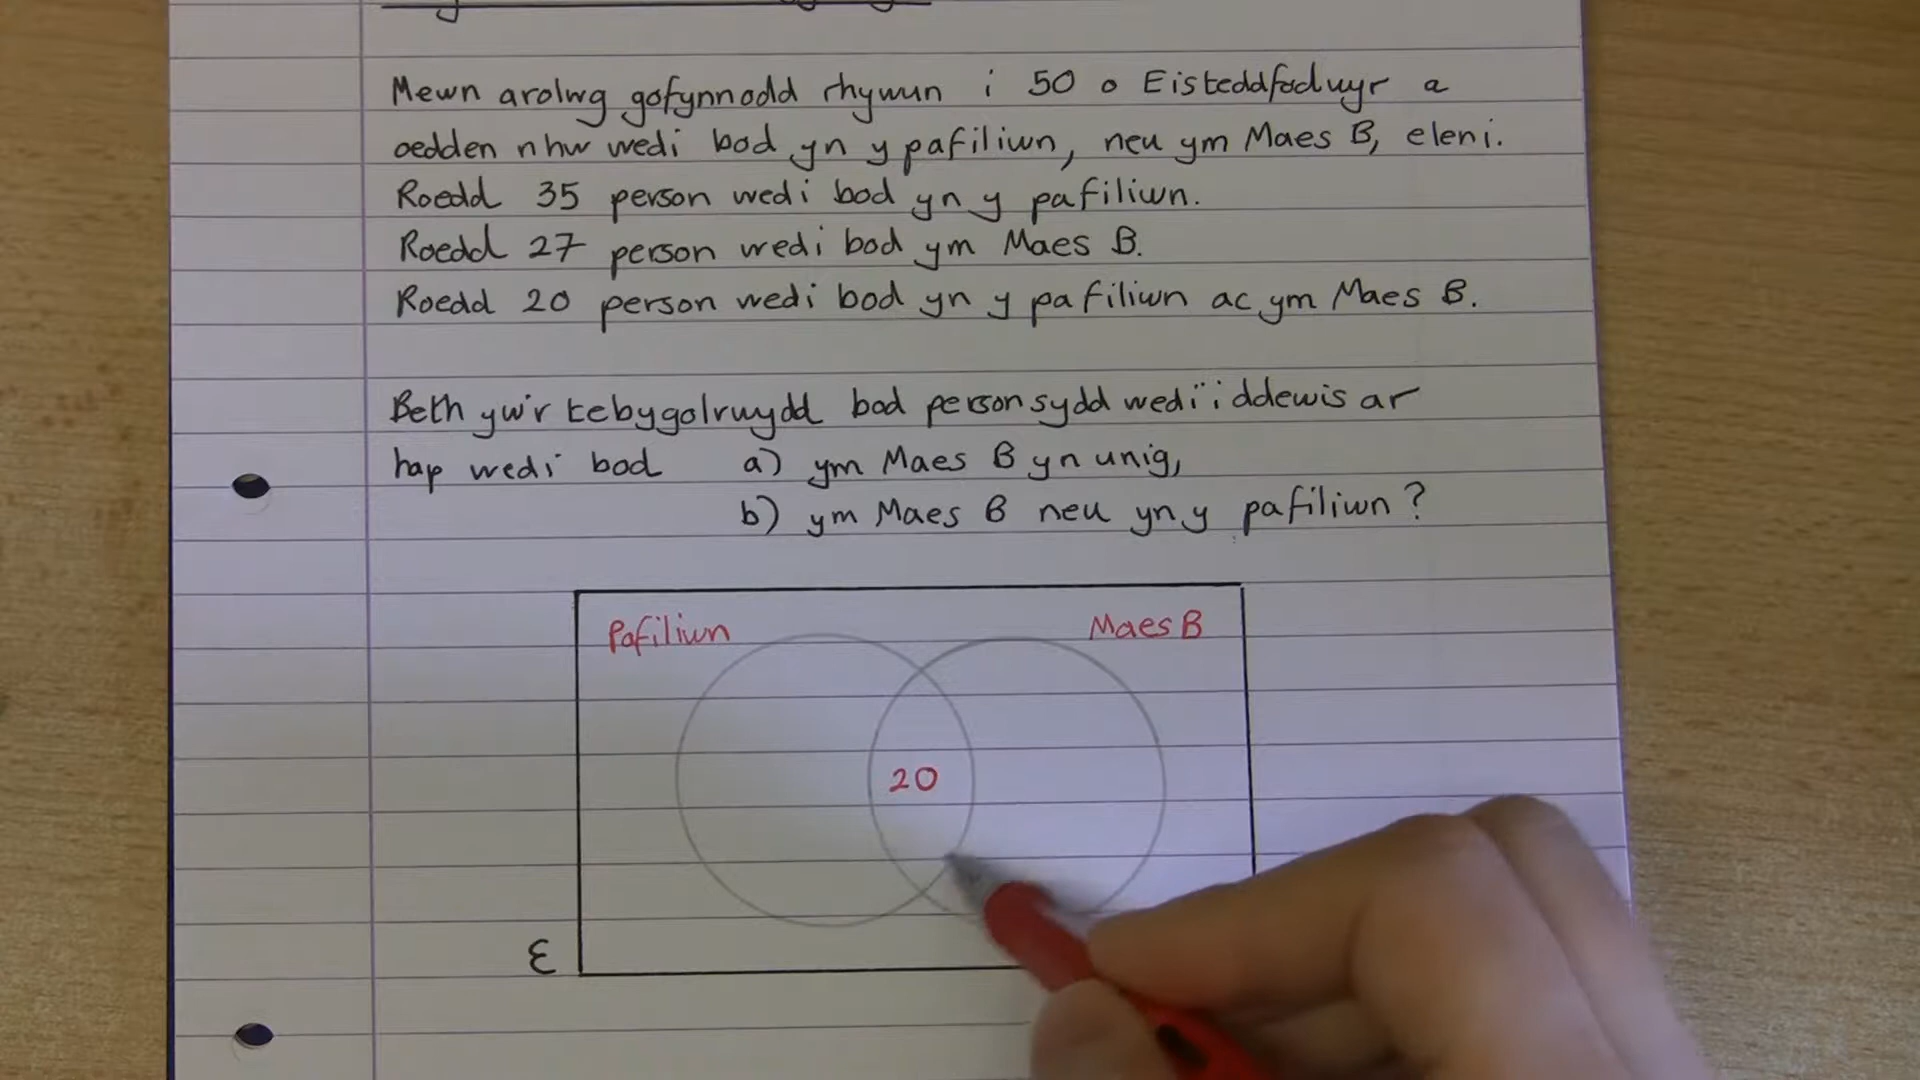 Mewn arolwg gofynnodd rhywun i 50 o Eisteddfodwyr a
oedden nhw wedi bod yn y pafiliwn, neu ym Maes B, eleni.
Roedd 35 person wedi bod yn y pafiliwn.
Roedd 27 person wedi bod ym Maes B.
Roedd 20 person wedi bod yn y pafiliwn ac ym Maes B.
Beth yw'r tebygolrwydd bod person sydd wedi'i ddewis ar
hap wedi bod a) ym Maes B yn unig,
b) ym Maes B neu yn y pafiliwn?
Pafiliwn Maes B
20
Ɛ